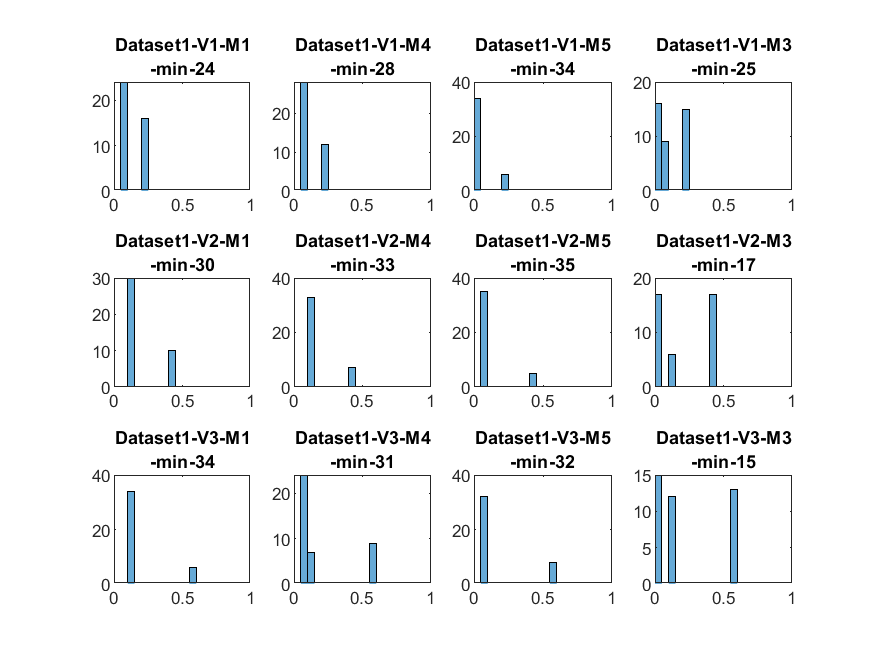 Dataset1-V1-M1
-min-24
Dataset1-V1-M4
-min-28
Dataset1-V1-M5
-min-34
Dataset1-V1-M3
-min-25
20
10
0
0 0.5 1
20
10
0
0 0.5 1
40
20
0
0 0.5 1
20
10
0
0 0.5 1
Dataset1-V2-M1
-min-30
Dataset1-V2-M4
-min-33
Dataset1-V2-M5
-min-35
Dataset1-V2-M3
-min-17
30
20
10
0
0 0.5 1
40
20
0
0 0.5 1
40
20
0
0 0.5 1
20
10
0
0 0.5 1
Dataset1-V3-M1
-min-34
Dataset1-V3-M4
-min-31
Dataset1-V3-M5
-min-32
Dataset1-V3-M3
-min-15
40
20
0
0 0.5 1
20
10
0
0 0.5 1
40
20
0
0 0.5 1
15
10
5
0
0 0.5 1